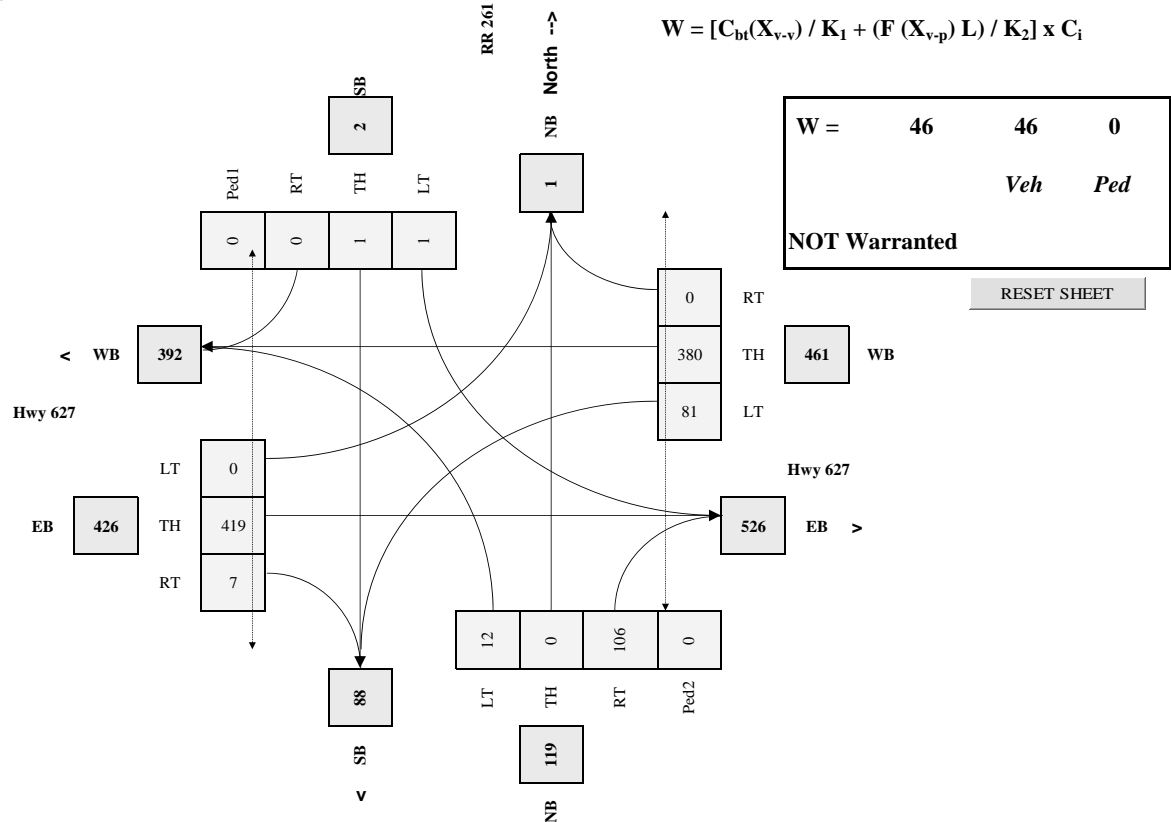 RR 261
North -->
W = [Cbt(Xv-v) / K1 + (F (Xv-p) L) / K2] x Ci
SB
2
NB
1
W = 46 46 0
Veh Ped
NOT Warranted
RESET SHEET
Ped1 RT TH LT
0 0 1 1
0 RT
< WB 392
380 TH 461 WB
81 LT
Hwy 627
LT 0
Hwy 627
EB 426 TH 419
526 EB >
RT 7
12 0 106 0
LT TH RT Ped2
88
SB
v
119
NB